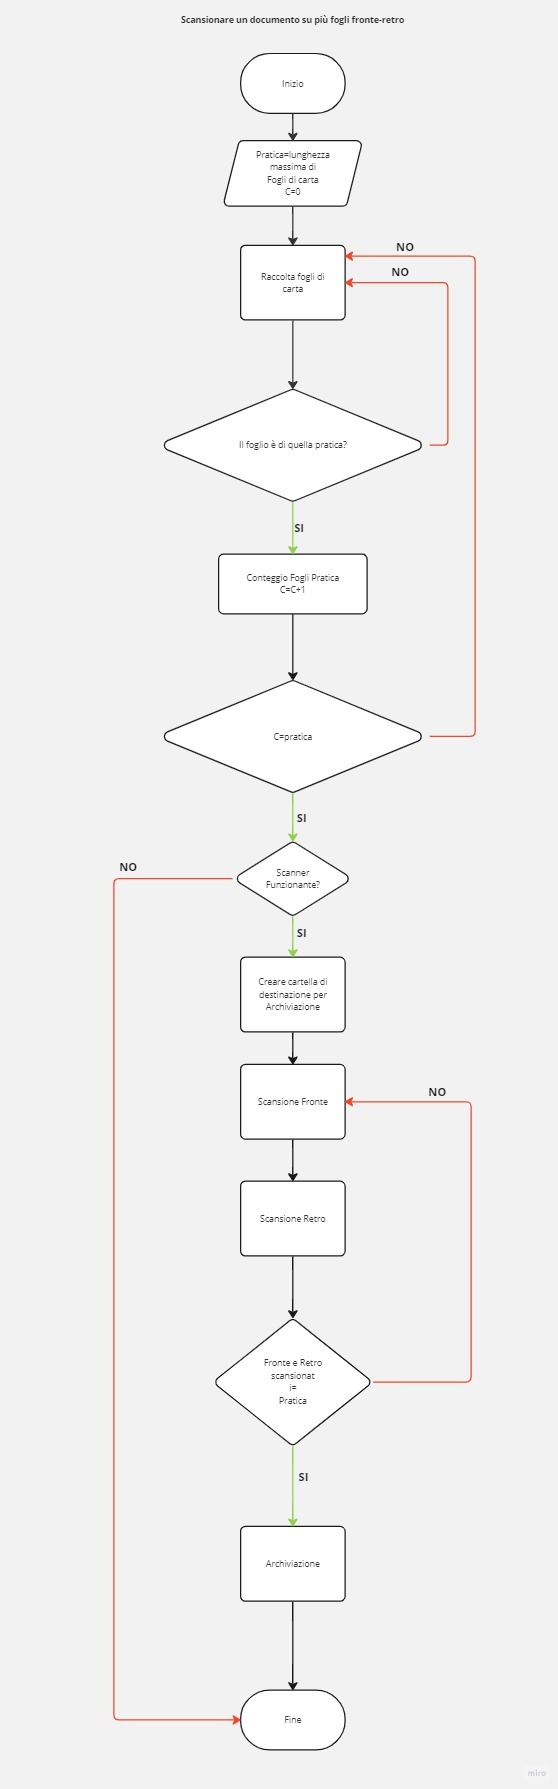 Scansionare un documento su più fogli fronte-retro
Inizio
Pratica=lunghezza
massima di
Fogli di carta
C=0
NO
NO
Raccolta fogli di
carta
Il foglio è di quella pratica?
SI
Conteggio Fogli Pratica
C=C+1
C=pratica
SI
NO
Scanner
Funzionante?
SI
Creare cartella di
destinazione per
Archiviazione
NO
Scansione Fronte
Scansione Retro
Fronte e Retro
scansionat
i=
Pratica
SI
Archiviazione
Fine
miro